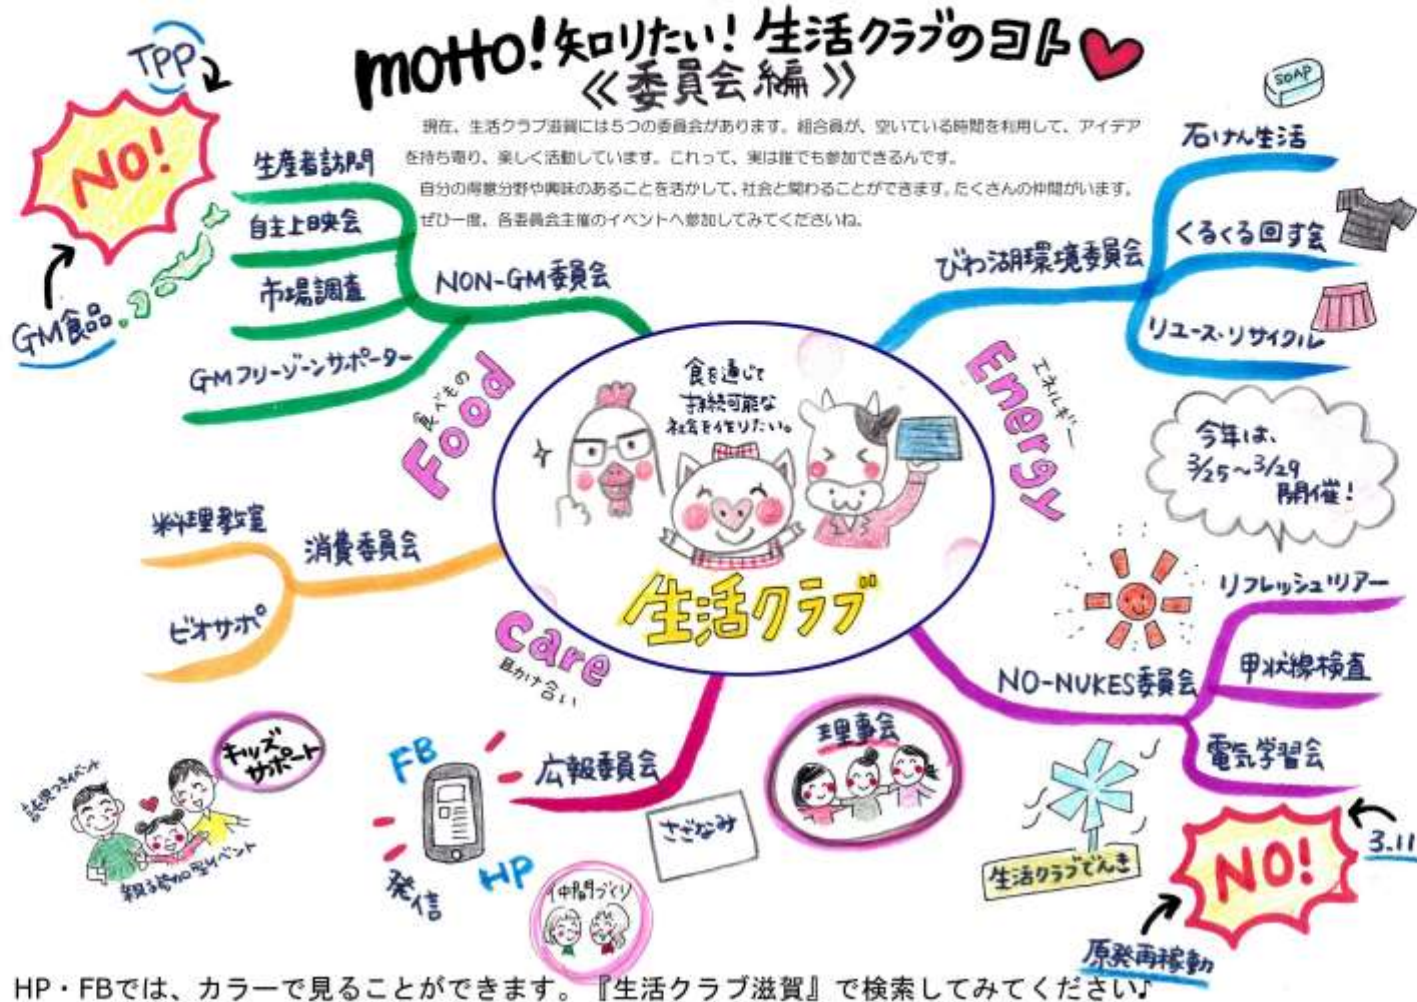 motto!知りたい!生活クラブのコト
≪委員会編≫
現在、生活クラブ滋賀には5つの委員会があります。組合員が、空いている時間を利用して、アイデア
を持ち寄り、楽しく活動しています。これって、実は誰でも参加できるんです。
自分の得意分野や興味のあることを活かして、社会と関わることができます。たくさんの仲間がいます。
ぜひ一度、各委員会主催のイベントへ参加してみてくださいね。
TPP
NO!
GM食品
生産者訪問
自主上映会
市場調査
GMフリーゾーンサポーター
NON-GM委員会
Food
食べもの
SOAP
石けん生活
くるくる回す会
リユース・リサイクル
びわ湖環境委員会
Energy
エネルギー
食を通じて
持続可能な
社会を作りたい。
生活クラブ
今年は、
3/25~3/29
開催!
料理教室
ビオサポ
消費委員会
Care
リフレッシュツアー
甲状腺検査
電気学習会
NO-NUKES委員会
生活クラブでんき
NO!
3.11
原発再稼動
キッズ
サポート
親子参加型イベント
FB
HP
発信
広報委員会
さざなみ
仲間づくり
理事会
HP・FBでは、カラーで見ることができます。『生活クラブ滋賀』で検索してみてください♪